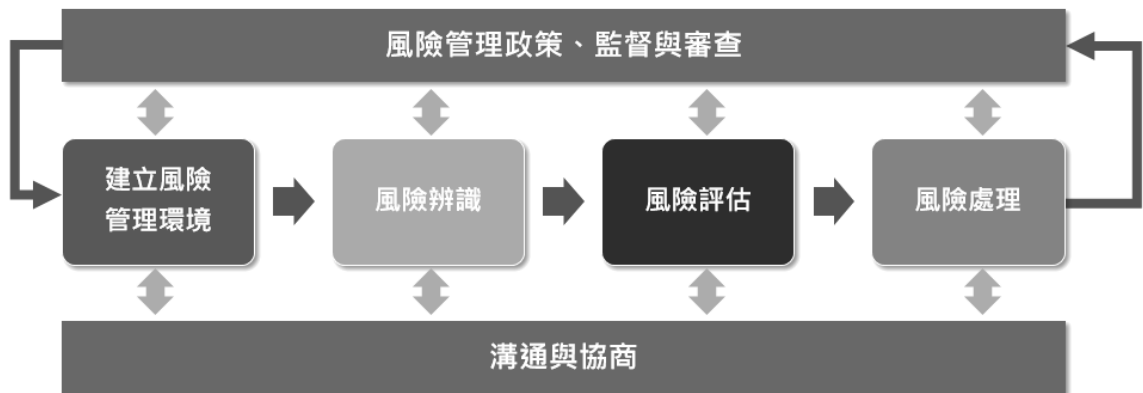 風險管理政策、監督與審查
建立風險
管理環境
風險辨識
風險評估
風險處理
溝通與協商